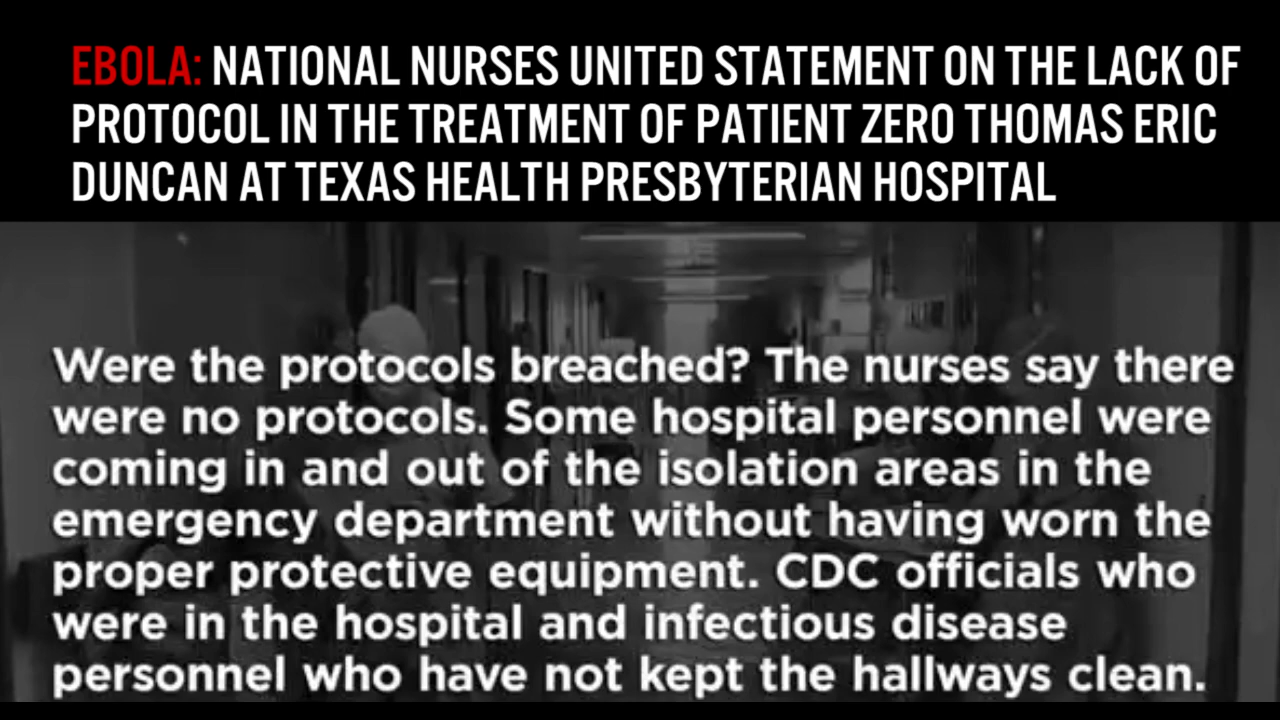 EBOLA: NATIONAL NURSES UNITED STATEMENT ON THE LACK OF
PROTOCOL IN THE TREATMENT OF PATIENT ZERO THOMAS ERIC
DUNCAN AT TEXAS HEALTH PRESBYTERIAN HOSPITAL
Were the protocols breached? The nurses say there
were no protocols. Some hospital personnel were
coming in and out of the isolation areas in the
emergency department without having worn the
proper protective equipment. CDC officials who
were in the hospital and infectious disease
personnel who have not kept the hallways clean.